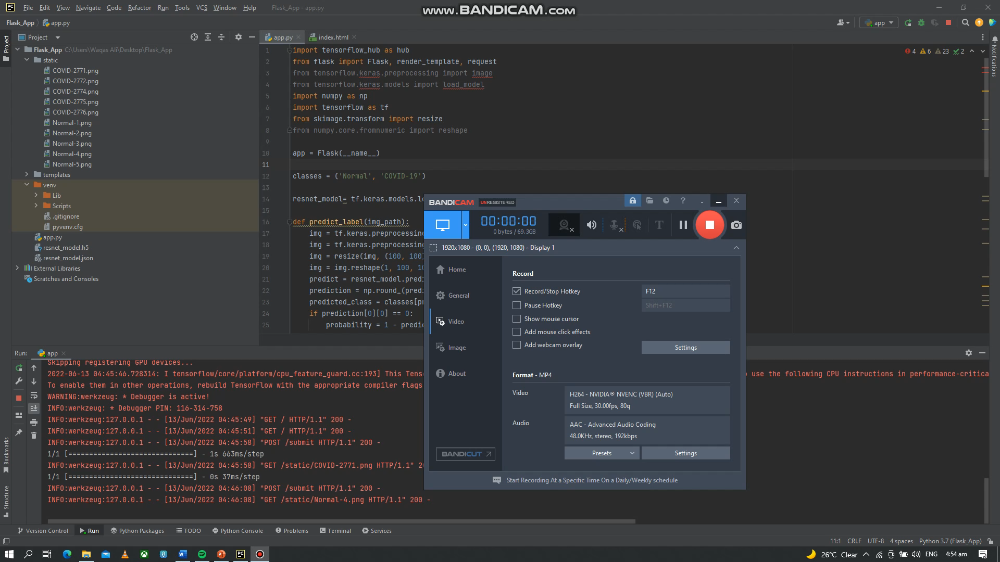 File Edit View Navigate Code Refactor Run Tools VCS Window Help Flask_App - app.py
www.BANDICAM.com
Flask_App app.py
app
Project
app.py
index.html
Project
Flask_App C:\Users\Waqas Ali\Desktop\Flask_App
static
COVID-2771.png
COVID-2772.png
COVID-2774.png
COVID-2775.png
COVID-2776.png
Normal-1.png
Normal-2.png
Normal-3.png
Normal-4.png
Normal-5.png
templates
venv
Lib
Scripts
.gitignore
pyvenv.cfg
app.py
resnet_model.h5
resnet_model.json
External Libraries
Scratches and Consoles
4 6 23 2
Notifications
1 import tensorflow_hub as hub
2 from flask import Flask, render_template, request
3 from tensorflow.keras.preprocessing import image
4 from tensorflow.keras.models import load_model
5 import numpy as np
6 import tensorflow as tf
7 from skimage.transform import resize
8 from numpy.core.fromnumeric import reshape
9
10 app = Flask(__name__)
11
12 classes = ('Normal', 'COVID-19')
13
14 resnet_model= tf.keras.models.lo
15
16 def predict_label(img_path):
17 img = tf.keras.preprocessing
18 img = tf.keras.preprocessing
19 img = resize(img, (100, 100)
20 img = img.reshape(1, 100, 10
21 predict = resnet_model.predi
22 prediction = np.round_(predi
23 predicted_class = classes[pr
24 if prediction[0][0] == 0:
25 probability = 1 - predic
BANDICAM UNREGISTERED
00:00:00
0 bytes / 69.3GB
1920x1080 - (0, 0), (1920, 1080) - Display 1
Home
General
Video
Image
About
BANDICUT
Record
Record/Stop Hotkey F12
Pause Hotkey Shift+F12
Show mouse cursor
Add mouse click effects
Add webcam overlay
Settings
Format - MP4
Video
H264 - NVIDIA® NVENC (VBR) (Auto)
Full Size, 30.00fps, 80q
Audio
AAC - Advanced Audio Coding
48.0KHz, stereo, 192kbps
Presets Settings
Start Recording At a Specific Time On a Daily/Weekly schedule
Run: app
Skipping registering GPU devices...
2022-06-13 04:45:46.728314: I tensorflow/core/platform/cpu_feature_guard.cc:193] This Tens
use the following CPU instructions in performance-critica
To enable them in other operations, rebuild TensorFlow with the appropriate compiler flags
WARNING:werkzeug: * Debugger is active!
INFO:werkzeug: * Debugger PIN: 116-314-758
INFO:werkzeug:127.0.0.1 - - [13/Jun/2022 04:45:49] "GET / HTTP/1.1" 200 -
INFO:werkzeug:127.0.0.1 - - [13/Jun/2022 04:45:51] "GET / HTTP/1.1" 200 -
INFO:werkzeug:127.0.0.1 - - [13/Jun/2022 04:45:58] "POST /submit HTTP/1.1" 200 -
1/1 [==============================] - 1s 663ms/step
INFO:werkzeug:127.0.0.1 - - [13/Jun/2022 04:45:58] "GET /static/COVID-2771.png HTTP/1.1" 2
1/1 [==============================] - 0s 37ms/step
INFO:werkzeug:127.0.0.1 - - [13/Jun/2022 04:46:08] "POST /submit HTTP/1.1" 200 -
INFO:werkzeug:127.0.0.1 - - [13/Jun/2022 04:46:08] "GET /static/Normal-4.png HTTP/1.1" 200 -
Bookmarks
Structure
Version Control Run Python Packages TODO Python Console Problems Terminal Services
11:1 CRLF UTF-8 4 spaces Python 3.7 (Flask_App)
26°C Clear ENG 4:54 am